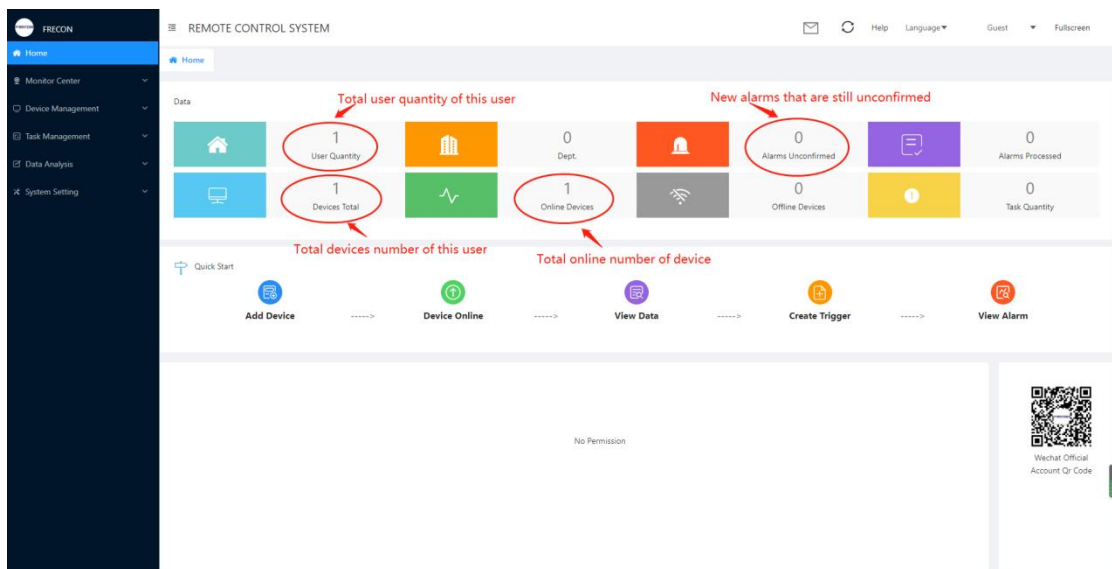 FRECON
REMOTE CONTROL SYSTEM
Help
Language
Guest
Fullscreen
Home
Monitor Center
Device Management
Task Management
Data Analysis
System Setting
Home
Data
Total user quantity of this user
New alarms that are still unconfirmed
1
User Quantity
0
Dept.
0
Alarms Unconfirmed
0
Alarms Processed
1
Devices Total
1
Online Devices
0
Offline Devices
0
Task Quantity
Total devices number of this user
Total online number of device
Quick Start
Add Device
----->
Device Online
----->
View Data
----->
Create Trigger
----->
View Alarm
No Permission
Wechat Official
Account Qr Code